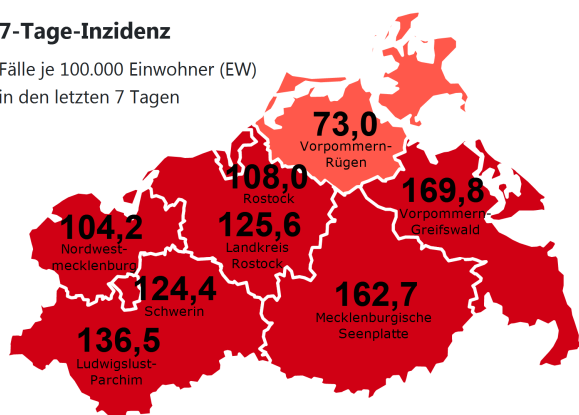 7-Tage-Inzidenz
Fälle je 100.000 Einwohner (EW)
in den letzten 7 Tagen
73,0
Vorpommern-
Rügen
108,0
Rostock
169,8
Vorpommern-
Greifswald
104,2
Nordwest-
mecklenburg
125,6
Landkreis
Rostock
124,4
Schwerin
162,7
Mecklenburgische
Seenplatte
136,5
Ludwigslust-
Parchim